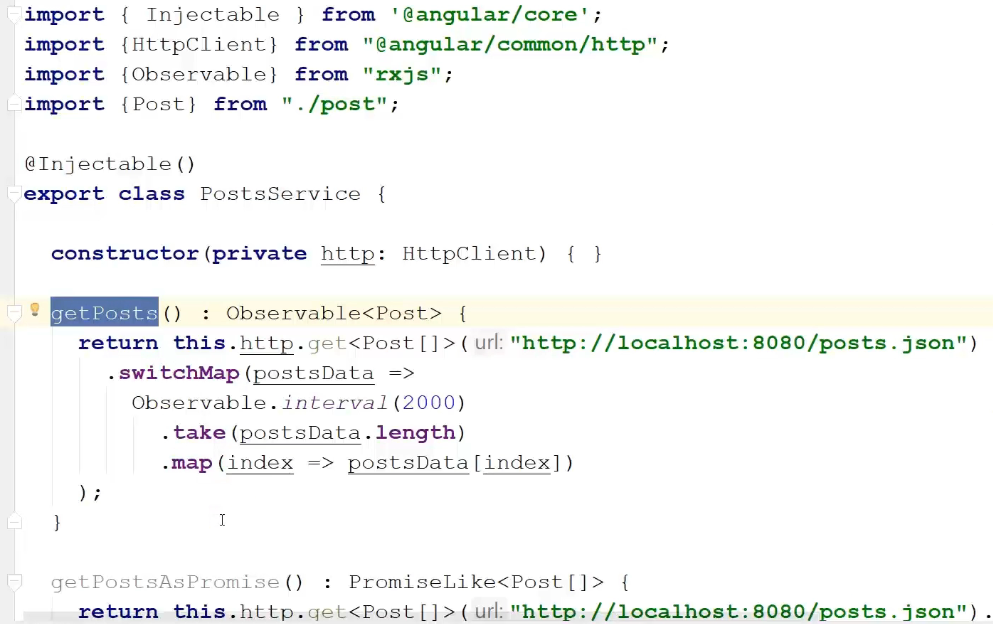 import { Injectable } from '@angular/core';
import {HttpClient} from "@angular/common/http";
import {Observable} from "rxjs";
import {Post} from "./post";
@Injectable()
export class PostsService {
constructor(private http: HttpClient) { }
getPosts() : Observable<Post> {
return this.http.get<Post[]>( url: "http://localhost:8080/posts.json")
.switchMap(postsData =>
Observable.interval(2000)
.take(postsData.length)
.map(index => postsData[index])
);
}
getPostsAsPromise() : PromiseLike<Post[]> {
return this.http.get<Post[]>( url: "http://localhost:8080/posts.json").